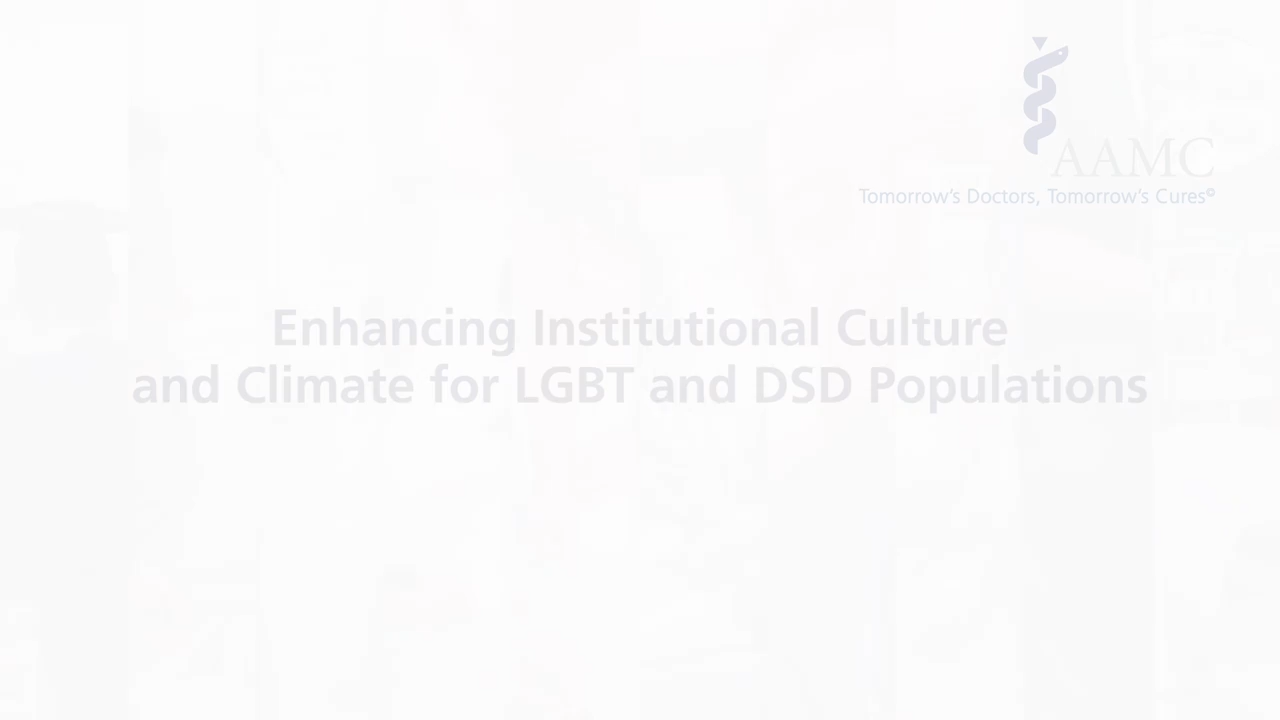 AAMC
Tomorrow's Doctors, Tomorrow's Cures©
Enhancing Institutional Culture
and Climate for LGBT and DSD Populations